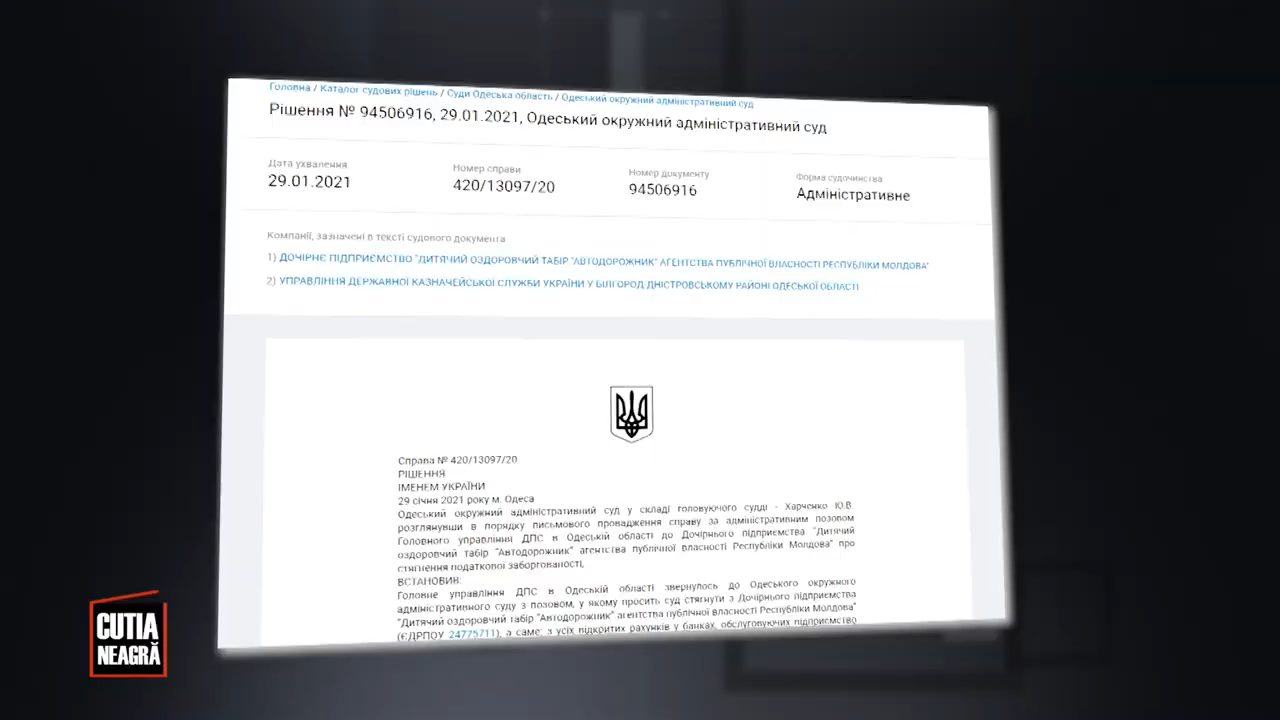 Головна / Каталог судових рішень / Суди Одеська область / Одеський окружний адміністративний суд
Рішення № 94506916, 29.01.2021, Одеський окружний адміністративний суд
Дата ухвалення
29.01.2021
Номер справи
420/13097/20
Номер документу
94506916
Форма судочинства
Адміністративне
Компанії, зазначені в тексті судового документа
1) ДОЧІРНЄ ПІДПРИЄМСТВО "ДИТЯЧИЙ ОЗДОРОВЧИЙ ТАБІР "АВТОДОРОЖНИК" АГЕНТСТВА ПУБЛІЧНОЇ ВЛАСНОСТІ РЕСПУБЛІКИ МОЛДОВА"
2) УПРАВЛІННЯ ДЕРЖАВНОЇ КАЗНАЧЕЙСЬКОЇ СЛУЖБИ УКРАЇНИ У БІЛГОРОД ДНІСТРОВСЬКОМУ РАЙОНІ ОДЕСЬКОЇ ОБЛАСТІ
Справа № 420/13097/20
РІШЕННЯ
ІМЕНЕМ УКРАЇНИ
29 січня 2021 року м. Одеса
Одеський окружний адміністративний суд у складі головуючого судді - Харченко Ю.В.
розглянувши в порядку письмового провадження справу за адміністративним позовом
Головного управління ДПС в Одеській області до Дочірнього підприємства "Дитячий
оздоровчий табір "Автодорожник" агентства публічної власності Республіки Молдова" про
стягнення податкової заборгованості,
ВСТАНОВИВ:
Головне управління ДПС в Одеській області звернулось до Одеського окружного
адміністративного суду з позовом, у якому просить суд стягнути з Дочірнього підприємства
"Дитячий оздоровчий табір "Автодорожник" агентства публічної власності Республіки Молдова"
(ЄДРПОУ 24775711), а саме: з усіх відкритих рахунків у банках, обслуговуючих підприємство
CUTIA
NEAGRĂ